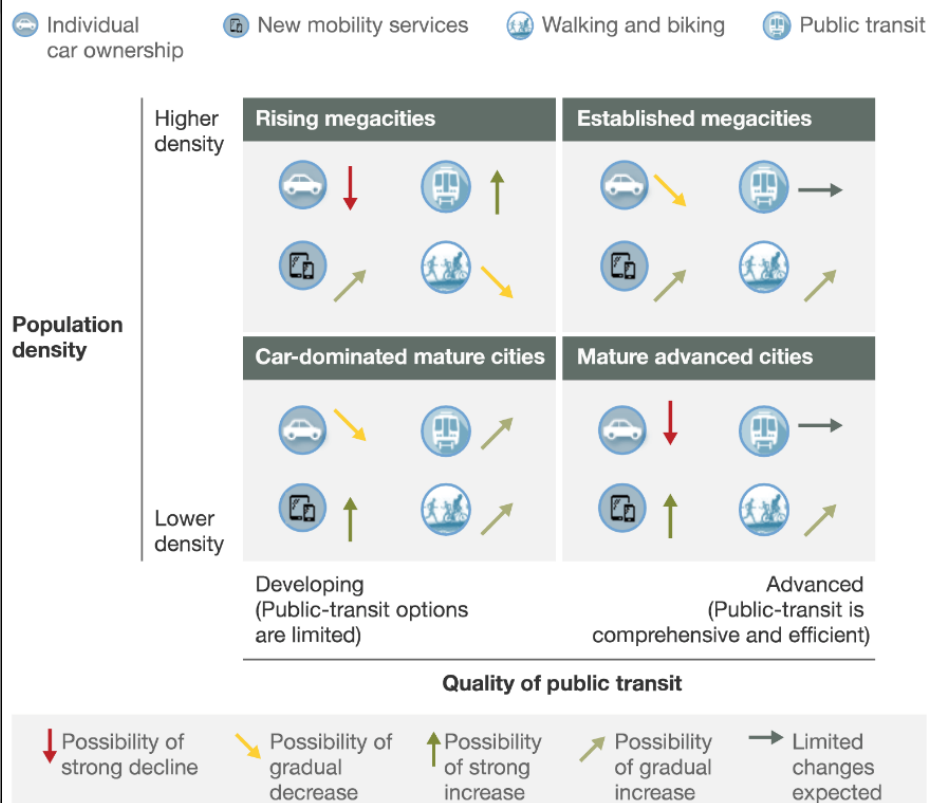 Individual
car ownership
New mobility services
Walking and biking
Public transit
Population
density
Higher
density
Lower
density
Rising megacities
Established megacities
Car-dominated mature cities
Mature advanced cities
Developing
(Public-transit options
are limited)
Advanced
(Public-transit is
comprehensive and efficient)
Quality of public transit
Possibility of
strong decline
Possibility of
gradual
decrease
Possibility
of strong
increase
Possibility
of gradual
increase
Limited
changes
expected